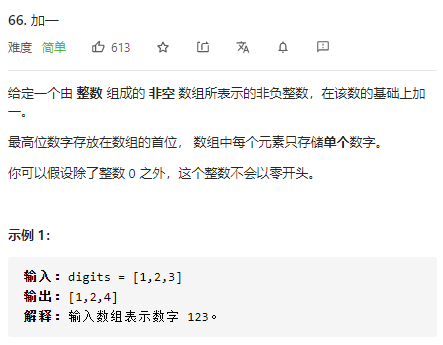 66. 加一
难度 简单 613
给定一个由 整数 组成的 非空 数组所表示的非负整数，在该数的基础上加
一。
最高位数字存放在数组的首位， 数组中每个元素只存储单个数字。
你可以假设除了整数 0 之外，这个整数不会以零开头。
示例 1：
输入：digits = [1,2,3]
输出：[1,2,4]
解释：输入数组表示数字 123。